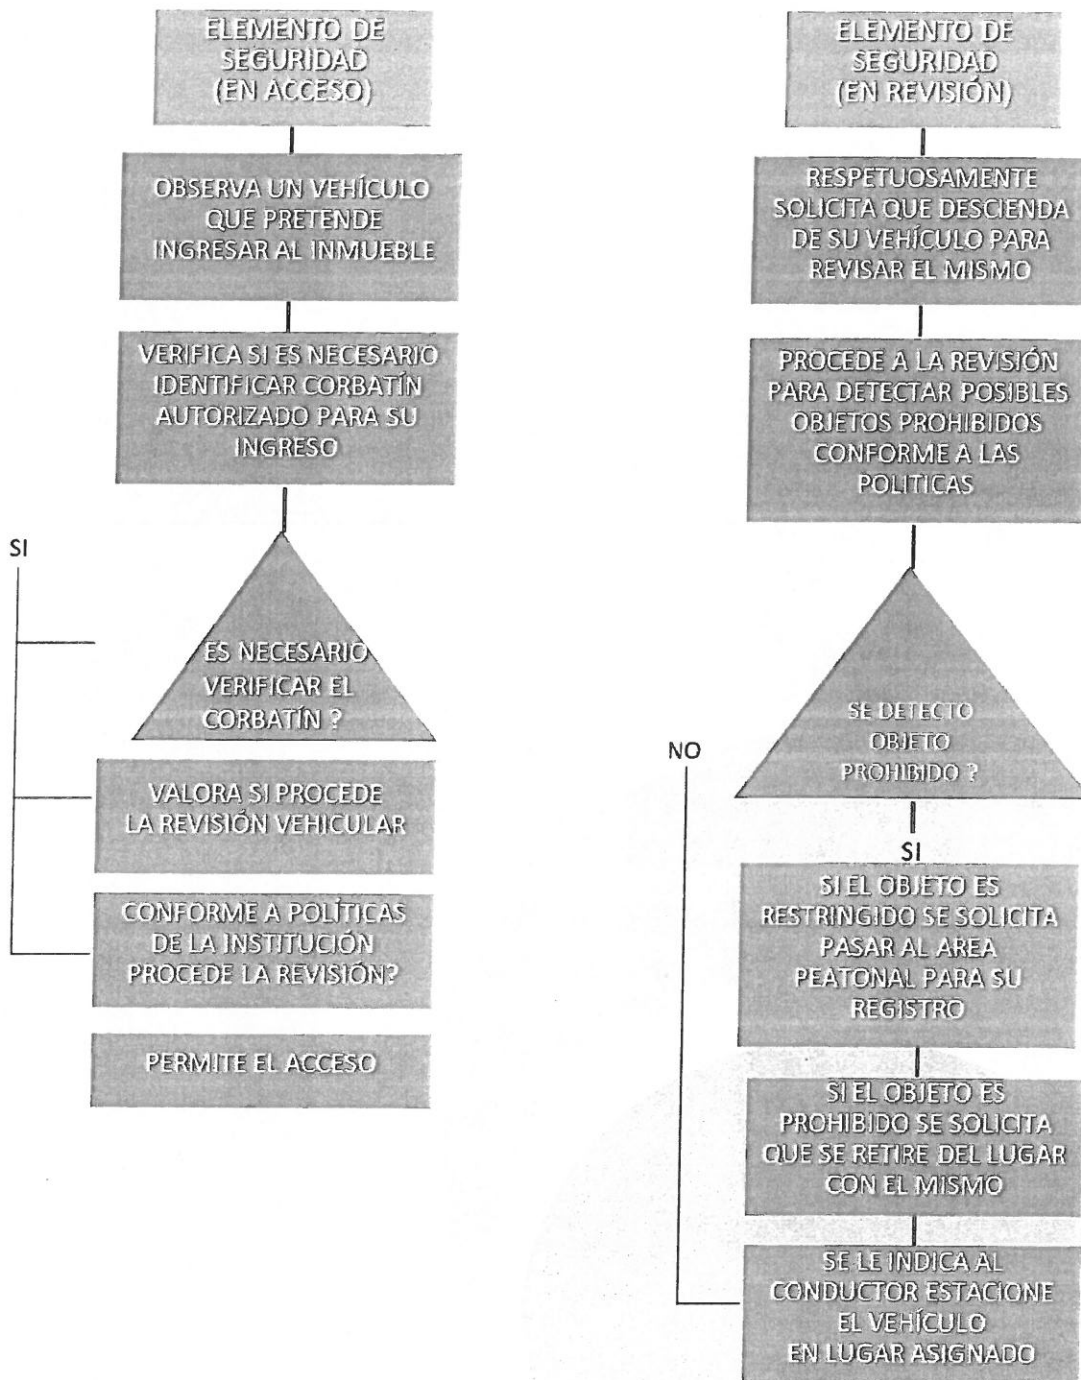 ELEMENTO DE
SEGURIDAD
(EN ACCESO)
OBSERVA UN VEHÍCULO
QUE PRETENDE
INGRESAR AL INMUEBLE
VERIFICA SI ES NECESARIO
IDENTIFICAR CORBATÍN
AUTORIZADO PARA SU
INGRESO
SI
ES NECESARIO
VERIFICAR EL
CORBATÍN ?
VALORA SI PROCEDE
LA REVISIÓN VEHICULAR
CONFORME A POLÍTICAS
DE LA INSTITUCIÓN
PROCEDE LA REVISIÓN?
PERMITE EL ACCESO
ELEMENTO DE
SEGURIDAD
(EN REVISIÓN)
RESPETUOSAMENTE
SOLICITA QUE DESCIENDA
DE SU VEHÍCULO PARA
REVISAR EL MISMO
PROCEDE A LA REVISIÓN
PARA DETECTAR POSIBLES
OBJETOS PROHIBIDOS
CONFORME A LAS
POLITICAS
SE DETECTO
OBJETO
PROHIBIDO ?
NO
SI
SI EL OBJETO ES
RESTRINGIDO SE SOLICITA
PASAR AL AREA
PEATONAL PARA SU
REGISTRO
SI EL OBJETO ES
PROHIBIDO SE SOLICITA
QUE SE RETIRE DEL LUGAR
CON EL MISMO
SE LE INDICA AL
CONDUCTOR ESTACIONE
EL VEHÍCULO
EN LUGAR ASIGNADO